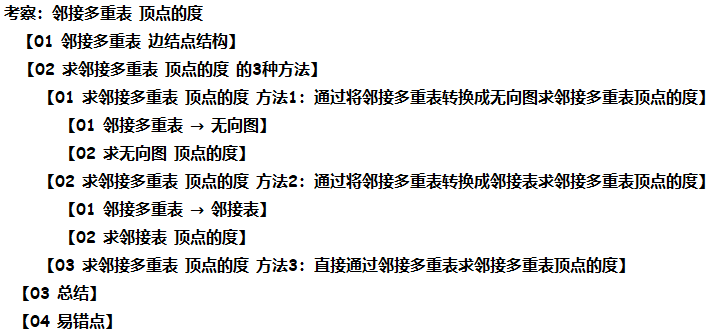 考察：邻接多重表 顶点的度
【01 邻接多重表 边结点结构】
【02 求邻接多重表 顶点的度 的3种方法】
【01 求邻接多重表 顶点的度 方法1：通过将邻接多重表转换成无向图求邻接多重表顶点的度】
【01 邻接多重表 → 无向图】
【02 求无向图 顶点的度】
【02 求邻接多重表 顶点的度 方法2：通过将邻接多重表转换成邻接表求邻接多重表顶点的度】
【01 邻接多重表 → 邻接表】
【02 求邻接表 顶点的度】
【03 求邻接多重表 顶点的度 方法3：直接通过邻接多重表求邻接多重表顶点的度】
【03 总结】
【04 易错点】